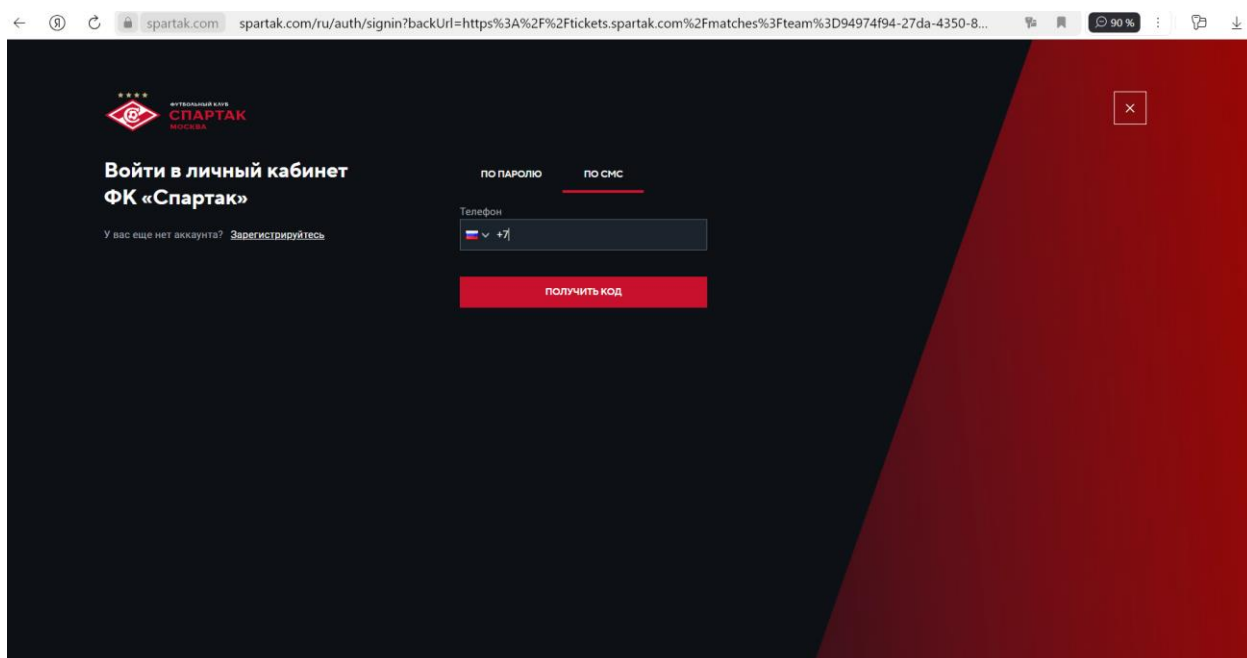 spartak.com spartak.com/ru/auth/signin?backUrl=https%3A%2F%2Ftickets.spartak.com%2Fmatches%3Fteam%3D94974f94-27da-4350-8... 90 %
ФУТБОЛЬНЫЙ КЛУБ
СПАРТАК
МОСКВА
Войти в личный кабинет
ФК «Спартак»
У вас еще нет аккаунта? Зарегистрируйтесь
ПО ПАРОЛЮ ПО СМС
Телефон
+7
ПОЛУЧИТЬ КОД